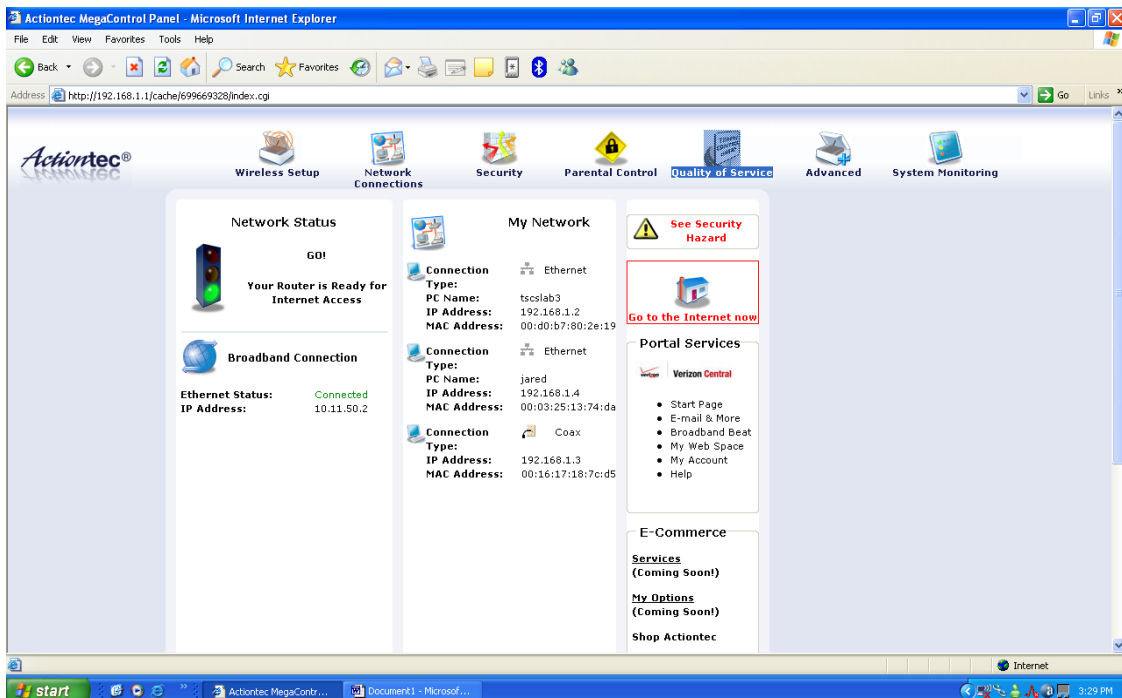 Actiontec MegaControl Panel - Microsoft Internet Explorer
File Edit View Favorites Tools Help
Back Search Favorites
Address http://192.168.1.1/cache/699669328/index.cgi Go Links
Actiontec®
Wireless Setup
Network Connections
Security
Parental Control
Quality of Service
Advanced
System Monitoring
Network Status
GO!
Your Router is Ready for
Internet Access
Broadband Connection
Ethernet Status: Connected
IP Address: 10.11.50.2
My Network
Connection Type: Ethernet
PC Name: tscslab3
IP Address: 192.168.1.2
MAC Address: 00:d0:b7:80:2e:19
Connection Type: Ethernet
PC Name: jared
IP Address: 192.168.1.4
MAC Address: 00:03:25:13:74:da
Connection Type: Coax
IP Address: 192.168.1.3
MAC Address: 00:16:17:18:7c:d5
See Security
Hazard
Go to the Internet now
Portal Services
Verizon Central
Start Page
E-mail & More
Broadband Beat
My Web Space
My Account
Help
E-Commerce
Services
(Coming Soon!)
My Options
(Coming Soon!)
Shop Actiontec
Internet
start
Actiontec MegaContr...
Document1 - Microsof...
3:29 PM